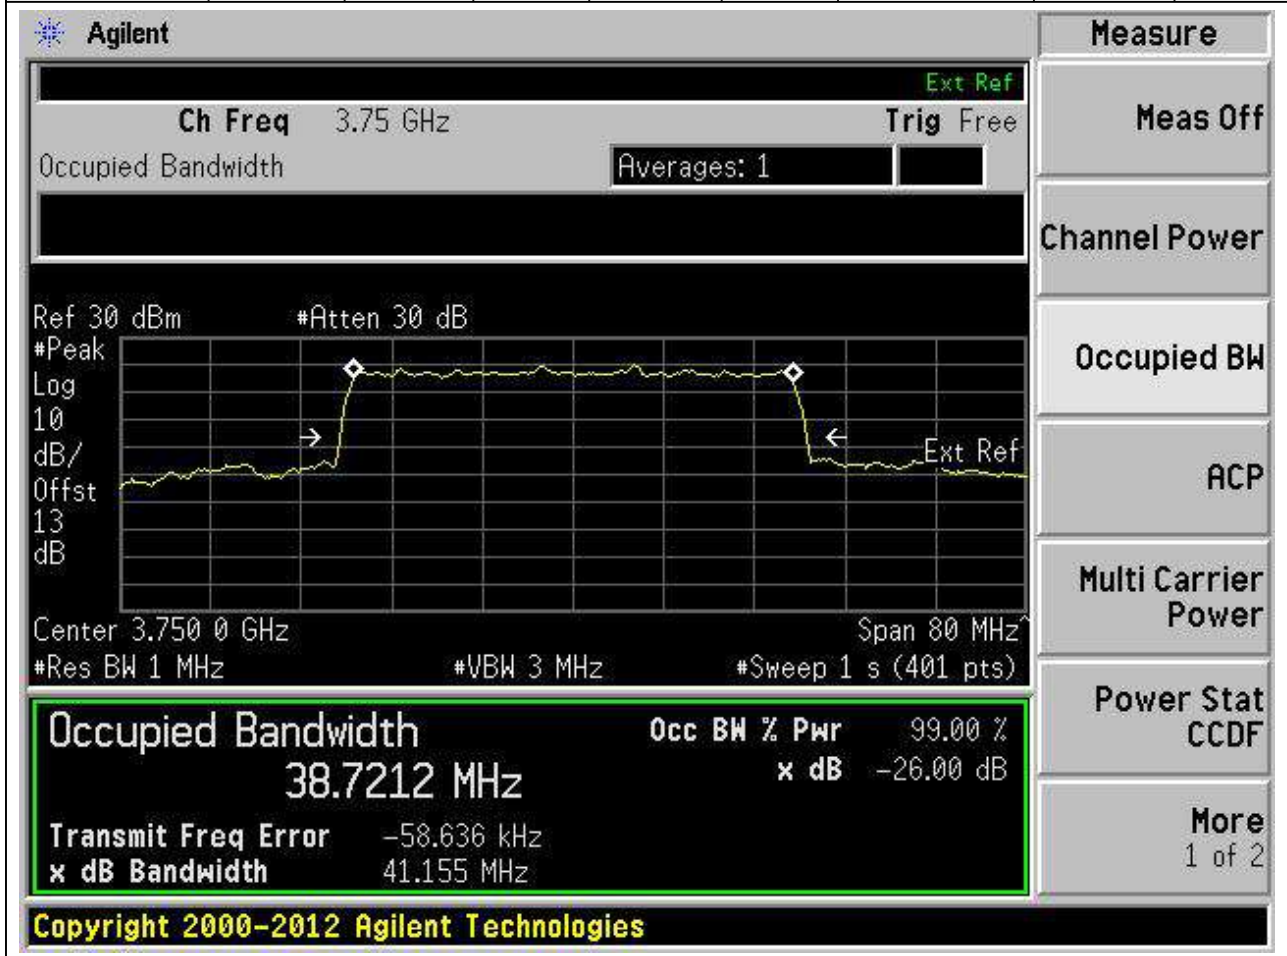 Agilent
Measure
Ext Ref
Ch Freq 3.75 GHz Trig Free
Occupied Bandwidth Averages: 1
Ref 30 dBm #Atten 30 dB
#Peak
Log
10
dB/
Offst
13
dB
Ext Ref
Center 3.750 0 GHz Span 80 MHz^
#Res BW 1 MHz #VBW 3 MHz #Sweep 1 s (401 pts)
Occupied Bandwidth Occ BW % Pwr 99.00 %
38.7212 MHz x dB -26.00 dB
Transmit Freq Error -58.636 kHz
x dB Bandwidth 41.155 MHz
Copyright 2000-2012 Agilent Technologies
Meas Off
Channel Power
Occupied BW
ACP
Multi Carrier
Power
Power Stat
CCDF
More
1 of 2